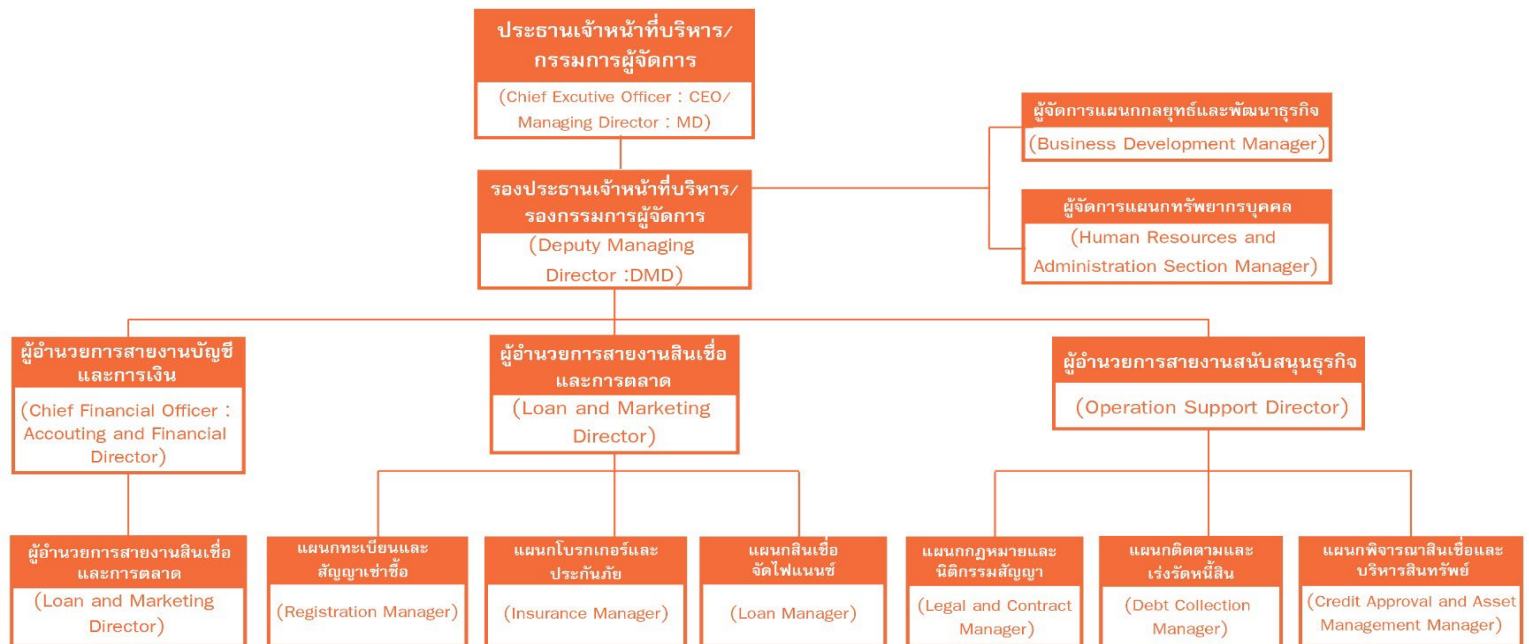 ประธานเจ้าหน้าที่บริหาร/
กรรมการผู้จัดการ
(Chief Excutive Officer : CEO/
Managing Director : MD)
ผู้จัดการแผนกกลยุทธ์และพัฒนาธุรกิจ
(Business Development Manager)
รองประธานเจ้าหน้าที่บริหาร/
รองกรรมการผู้จัดการ
(Deputy Managing
Director :DMD)
ผู้จัดการแผนกทรัพยากรบุคคล
(Human Resources and
Administration Section Manager)
ผู้อำนวยการสายงานบัญชี
และการเงิน
(Chief Financial Officer :
Accouting and Financial
Director)
ผู้อำนวยการสายงานสินเชื่อ
และการตลาด
(Loan and Marketing
Director)
ผู้อำนวยการสายงานสนับสนุนธุรกิจ
(Operation Support Director)
ผู้อำนวยการสายงานสินเชื่อ
และการตลาด
(Loan and Marketing
Director)
แผนกทะเบียนและ
สัญญาเช่าซื้อ
(Registration Manager)
แผนกโบรกเกอร์และ
ประกันภัย
(Insurance Manager)
แผนกสินเชื่อ
จัดไฟแนนซ์
(Loan Manager)
แผนกกฎหมายและ
นิติกรรมสัญญา
(Legal and Contract
Manager)
แผนกติดตามและ
เร่งรัดหนี้สิน
(Debt Collection
Manager)
แผนกพิจารณาสินเชื่อและ
บริหารสินทรัพย์
(Credit Approval and Asset
Management Manager)